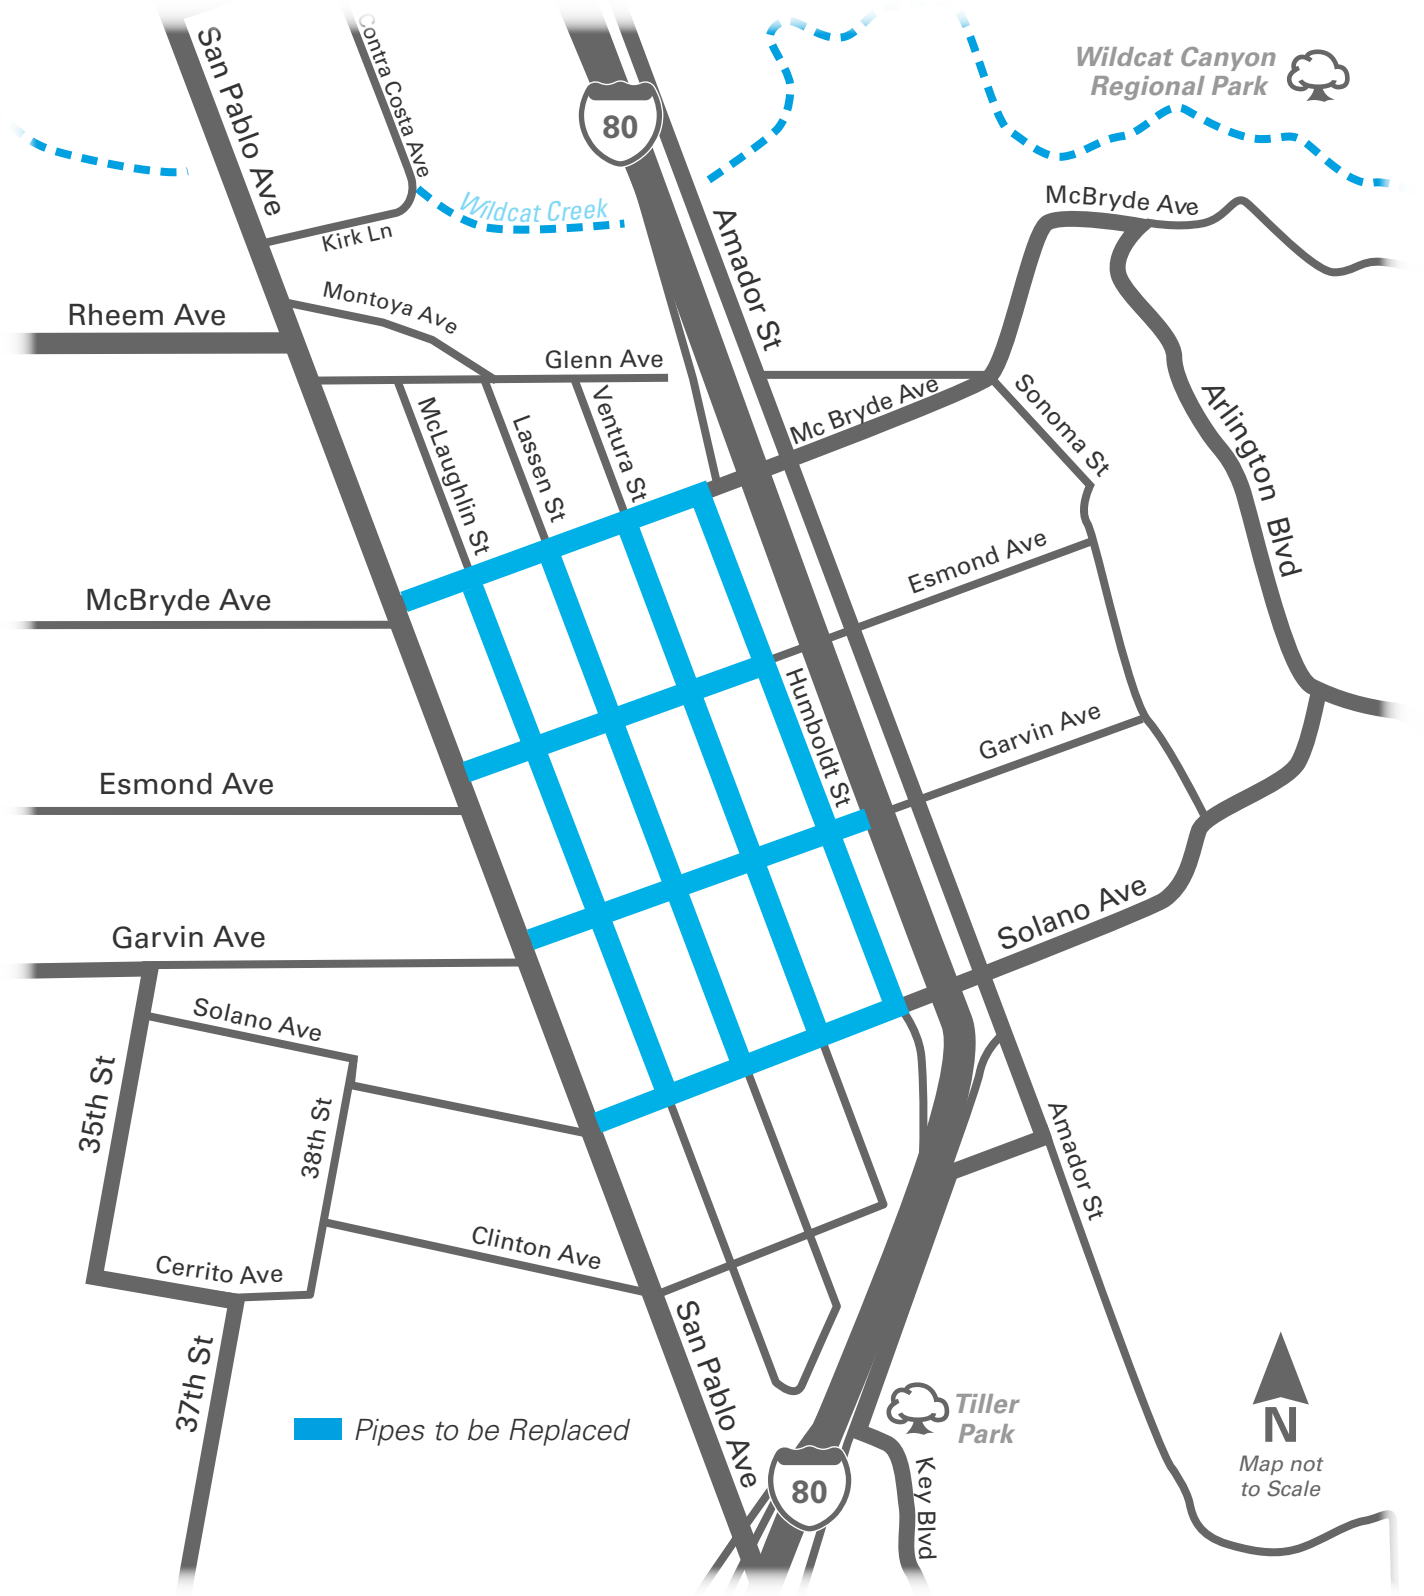 San Pablo Ave
Contra Costa Ave
80
Wildcat Canyon
Regional Park
Wildcat Creek
Kirk Ln
McBryde Ave
Amador St
Rheem Ave
Montoya Ave
Glenn Ave
McLaughlin St
Lassen St
Ventura St
Mc Bryde Ave
Sonoma St
Arlington Blvd
McBryde Ave
Esmond Ave
Humboldt St
Garvin Ave
Esmond Ave
Garvin Ave
Solano Ave
Solano Ave
35th St
38th St
Amador St
Cerrito Ave
Clinton Ave
37th St
San Pablo Ave
Pipes to be Replaced
Tiller
Park
80
Key Blvd
N
Map not
to Scale